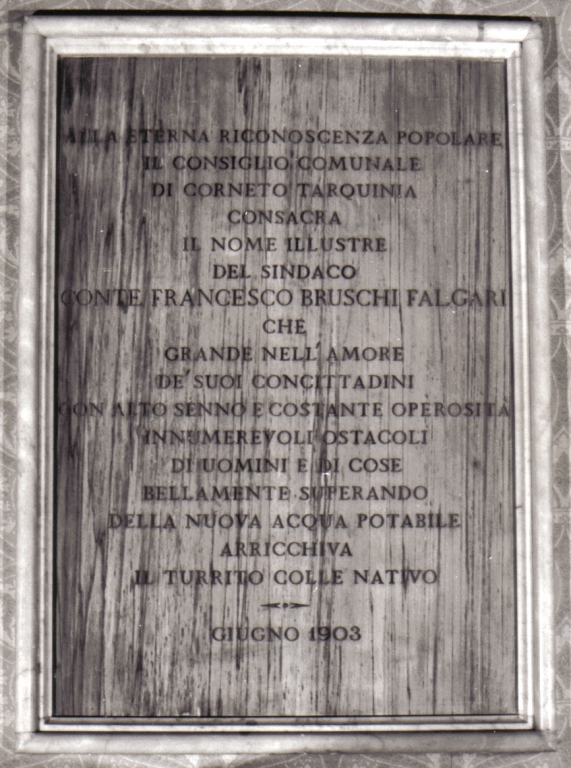 ALLA ETERNA RICONOSCENZA POPOLARE
IL CONSIGLIO COMUNALE
DI CORNETO TARQUINIA
CONSACRA
IL NOME ILLUSTRE
DEL SINDACO
CONTE FRANCESCO BRUSCHI FALGARI
CHE
GRANDE NELL'AMORE
DE' SUOI CONCITTADINI
CON ALTO SENNO E COSTANTE OPEROSITÀ
INNUMEREVOLI OSTACOLI
DI UOMINI E DI COSE
BELLAMENTE SUPERANDO
DELLA NUOVA ACQUA POTABILE
ARRICCHIVA
IL TURRITO COLLE NATIVO
GIUGNO 1903